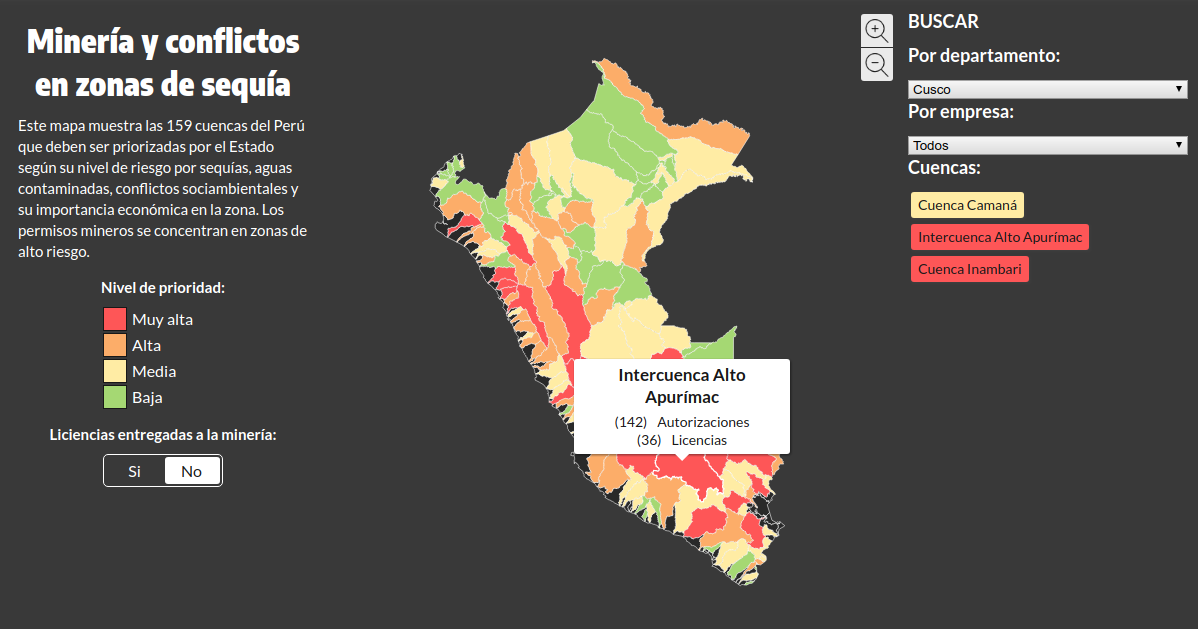 Minería y conflictos
en zonas de sequía
Este mapa muestra las 159 cuencas del Perú
que deben ser priorizadas por el Estado
según su nivel de riesgo por sequías, aguas
contaminadas, conflictos sociambientales y
su importancia económica en la zona. Los
permisos mineros se concentran en zonas de
alto riesgo.
Nivel de prioridad:
Muy alta
Alta
Media
Baja
Liciencias entregadas a la minería:
Si No
Intercuenca Alto
Apurímac
(142) Autorizaciones
(36) Licencias
BUSCAR
Por departamento:
Cusco
Por empresa:
Todos
Cuencas:
Cuenca Camaná
Intercuenca Alto Apurímac
Cuenca Inambari